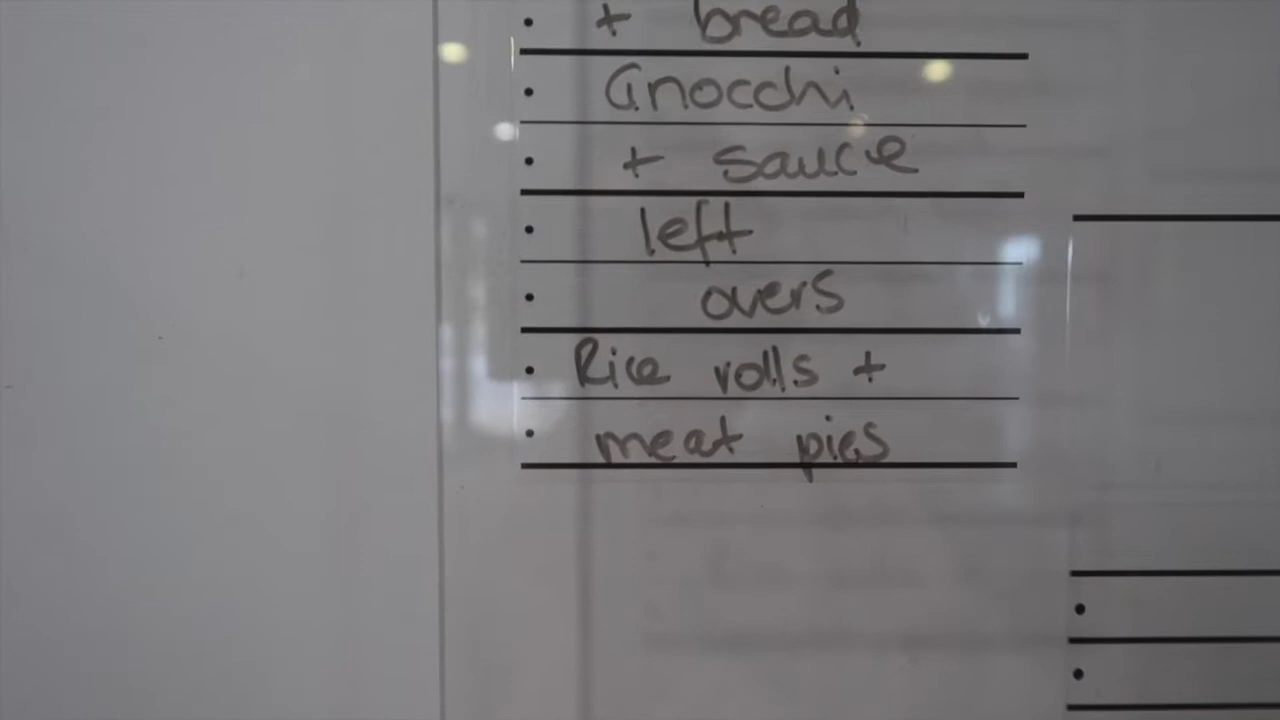 • + bread
• Gnocchi
• + sauce
• left
• overs
• Rice rolls +
• meat pies
•
•